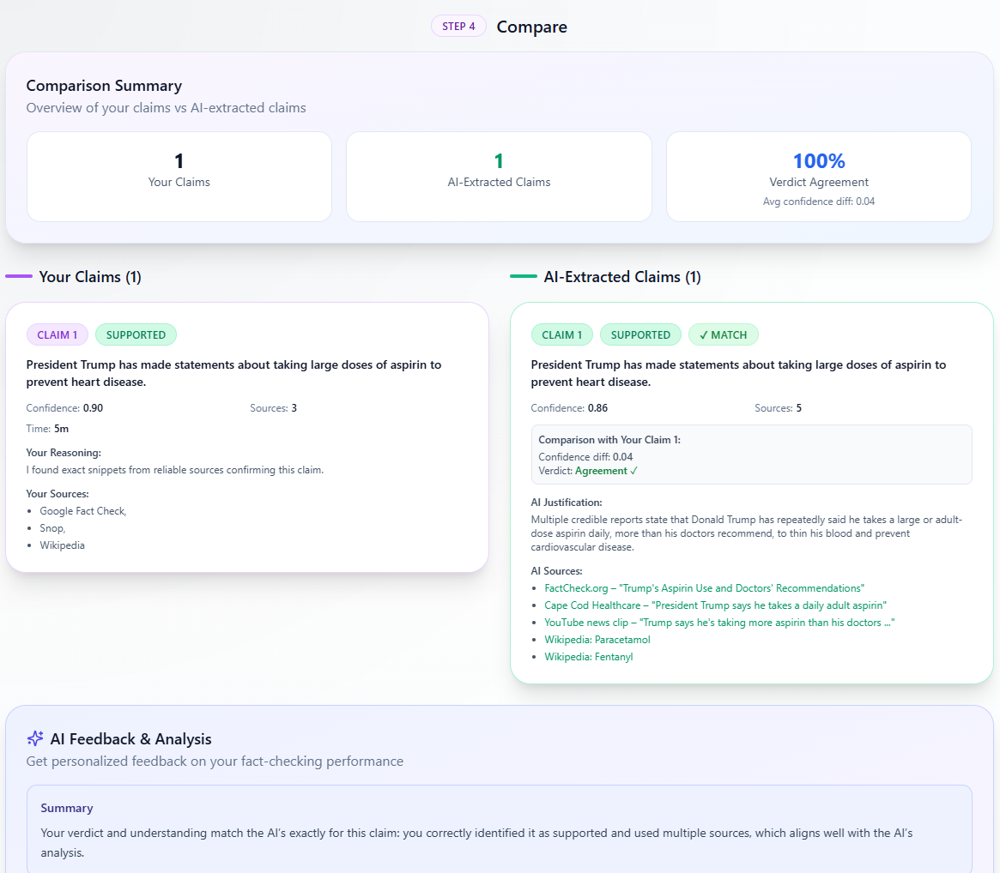 STEP 4 Compare
Comparison Summary
Overview of your claims vs AI-extracted claims
1
Your Claims
1
AI-Extracted Claims
100%
Verdict Agreement
Avg confidence diff: 0.04
Your Claims (1)
CLAIM 1 SUPPORTED
President Trump has made statements about taking large doses of aspirin to
prevent heart disease.
Confidence: 0.90 Sources: 3
Time: 5m
Your Reasoning:
I found exact snippets from reliable sources confirming this claim.
Your Sources:
• Google Fact Check,
• Snop,
• Wikipedia
AI-Extracted Claims (1)
CLAIM 1 SUPPORTED ✓ MATCH
President Trump has made statements about taking large doses of aspirin to
prevent heart disease.
Confidence: 0.86 Sources: 5
Comparison with Your Claim 1:
Confidence diff: 0.04
Verdict: Agreement ✓
AI Justification:
Multiple credible reports state that Donald Trump has repeatedly said he takes a large or adult-
dose aspirin daily, more than his doctors recommend, to thin his blood and prevent
cardiovascular disease.
AI Sources:
• FactCheck.org – "Trump's Aspirin Use and Doctors' Recommendations"
• Cape Cod Healthcare – "President Trump says he takes a daily adult aspirin"
• YouTube news clip – "Trump says he's taking more aspirin than his doctors ..."
• Wikipedia: Paracetamol
• Wikipedia: Fentanyl
AI Feedback & Analysis
Get personalized feedback on your fact-checking performance
Summary
Your verdict and understanding match the AI's exactly for this claim: you correctly identified it as supported and used multiple sources, which aligns well with the AI's
analysis.